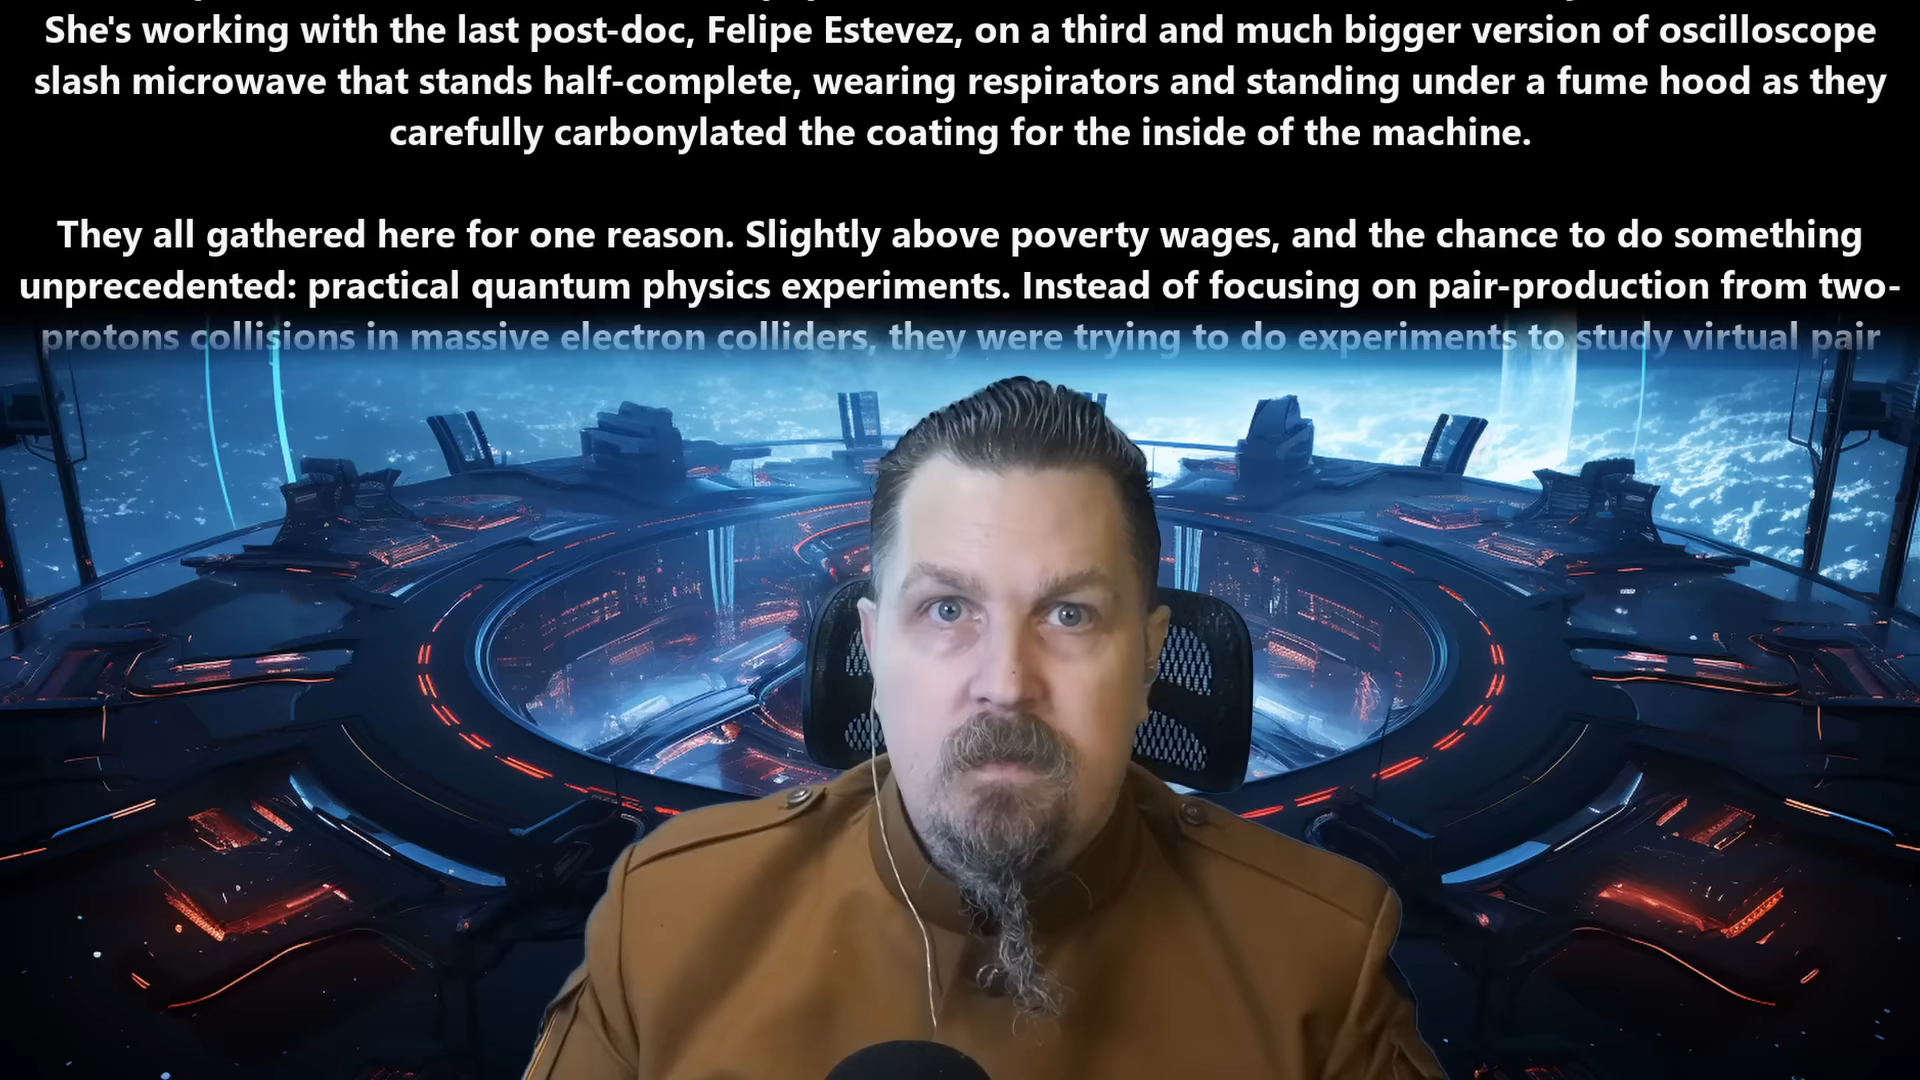 She's working with the last post-doc, Felipe Estevez, on a third and much bigger version of oscilloscope
slash microwave that stands half-complete, wearing respirators and standing under a fume hood as they
carefully carbonylated the coating for the inside of the machine.
They all gathered here for one reason. Slightly above poverty wages, and the chance to do something
unprecedented: practical quantum physics experiments. Instead of focusing on pair-production from two-
protons collisions in massive electron colliders, they were trying to do experiments to study virtual pair